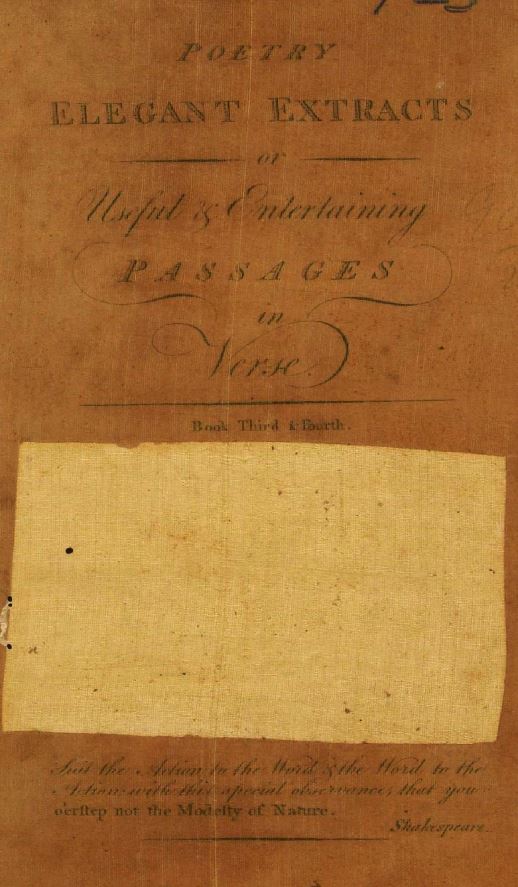 POETRY
ELEGANT EXTRACTS
or
Useful & Entertaining
PASSAGES
in
Verse.
Book Third & Fourth.
Suit the Action to the Word & the Word to the
Action: with this special observance, that you
o'erſtep not the Modeſty of Nature.
Shakespeare.